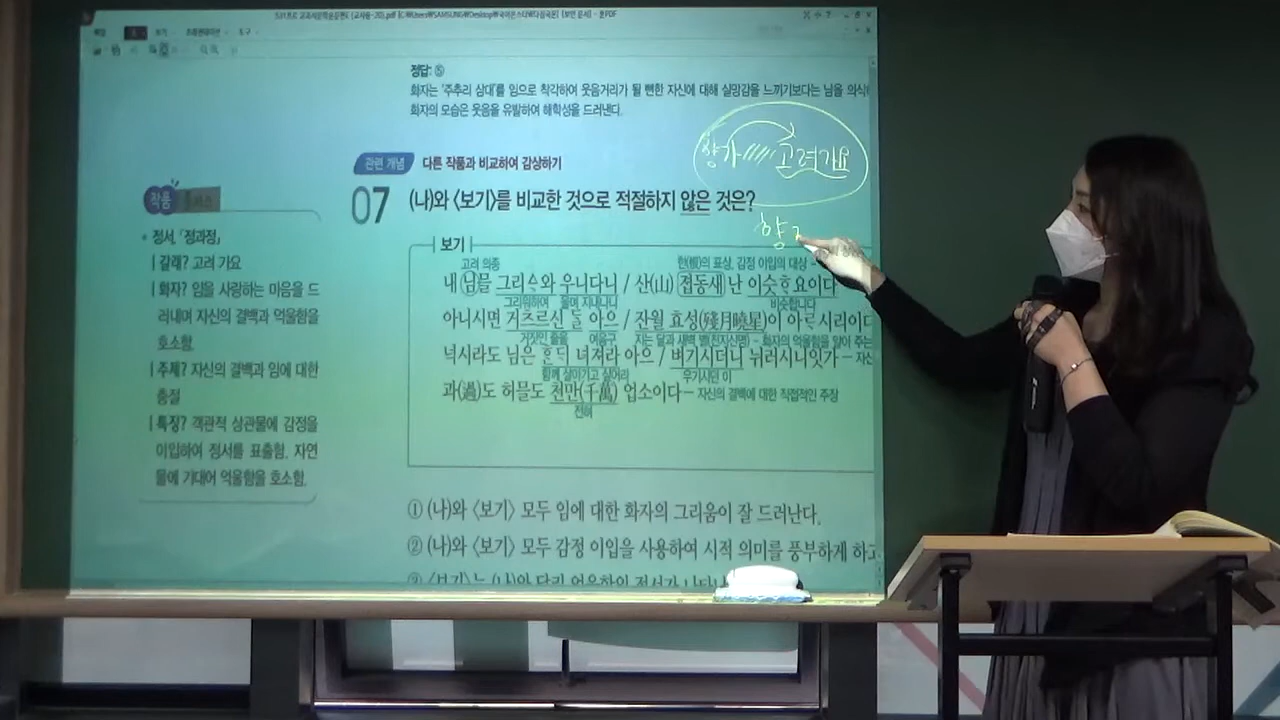 정답: ⑤
화자는 '주추리 삼대'를 임으로 착각하여 웃음거리가 될 뻔한 자신에 대해 실망감을 느끼기보다는 남을 의식
화자의 모습은 웃음을 유발하여 해학성을 드러낸다.
향가 고려가요
관련 개념 다른 작품과 비교하여 감상하기
07 (나)와 〈보기〉를 비교한 것으로 적절하지 않은 것은?
향
보기
고려 의종 한(恨)의 표상, 감정 이입의 대상
내 님믈 그리ᅀᆞ와 우니다니 / 산(山) 졉동새 난 이슷ᄒᆞ요이다
그리워하여 울며 지내나니 비슷합니다
아니시면 거츠르신 ᄃᆞᆯ 아으 / 잔월 효성(殘月曉星)이 아ᄅᆞ시리이다
거짓인 줄을 여음구 지는 달과 새벽 별(천지신명) - 화자의 억울함을 알아 주는
넉시라도 님은 ᄒᆞᆫᄃᆡ 녀져라 아으 / 벼기시더니 뉘러시니잇가
함께 살아가고 싶어라 우기시던 이
과(過)도 허믈도 천만(千萬) 업소이다 - 자신의 결백에 대한 직접적인 주장
전혀
① (나)와 〈보기〉 모두 임에 대한 화자의 그리움이 잘 드러난다.
② (나)와 〈보기〉 모두 감정 이입을 사용하여 시적 의미를 풍부하게 하고
③ 〈보기〉는 (나)와 달리
작품
정서, 「정과정」
갈래? 고려 가요
화자? 임을 사랑하는 마음을 드
러내며 자신의 결백과 억울함을
호소함.
주제? 자신의 결백과 임에 대한
충절
특징? 객관적 상관물에 감정을
이입하여 정서를 표출함. 자연
물에 기대어 억울함을 호소함.